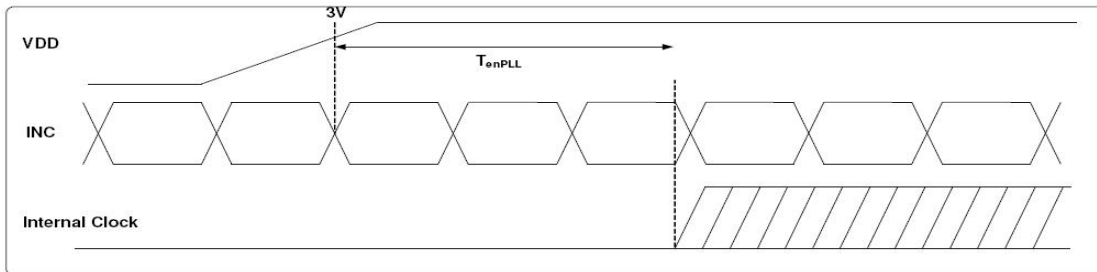 3V
VDD
TenPLL
INC
Internal Clock